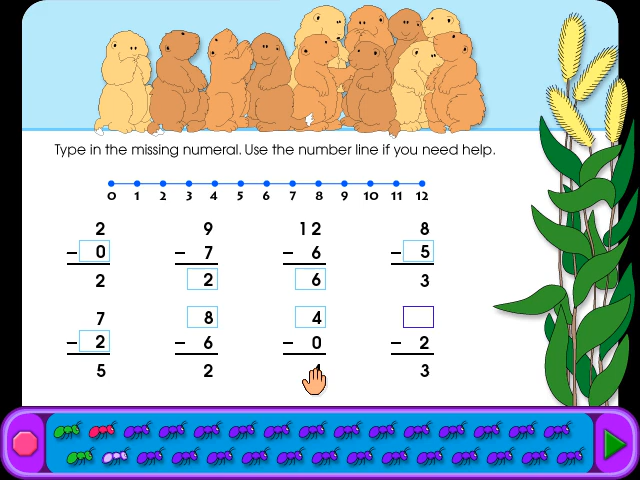 Type in the missing numeral. Use the number line if you need help.
0 1 2 3 4 5 6 7 8 9 10 11 12
2 9 12 8
– 0 – 7 – 6 – 5
2 2 6 3
7 8 4
– 2 – 6 – 0 – 2
5 2 3